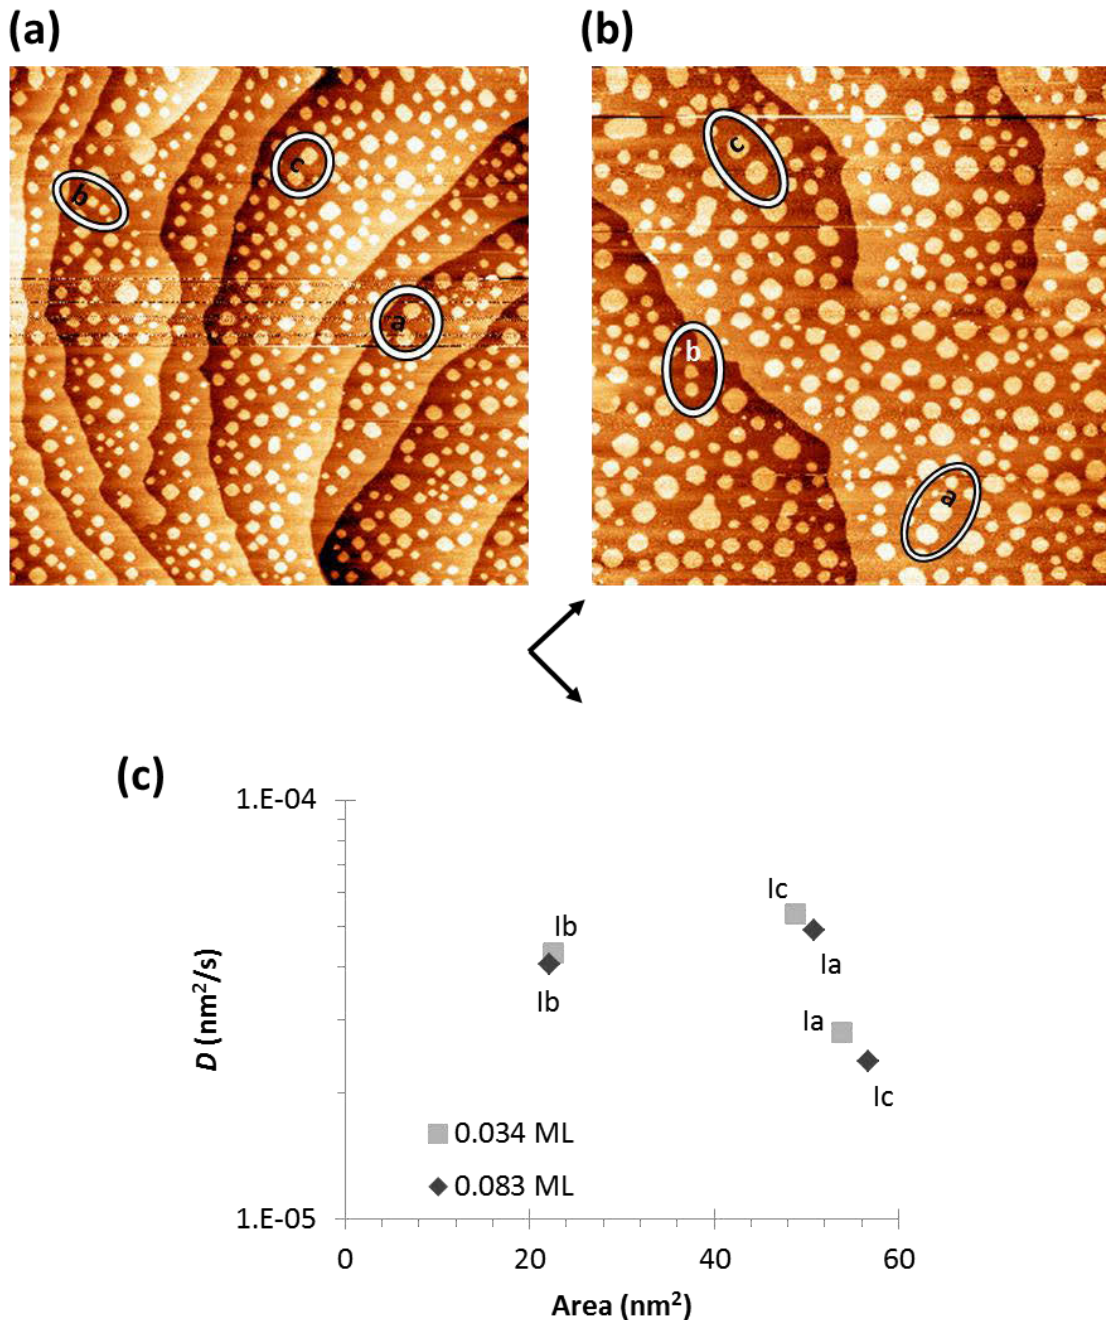 (a)
(b)
b
c
a
c
b
a
(c)
1.E-04
1.E-05
D (nm²/s)
Ic
Ib
Ia
Ib
Ia
Ic
0.034 ML
0.083 ML
0
20
40
60
Area (nm²)